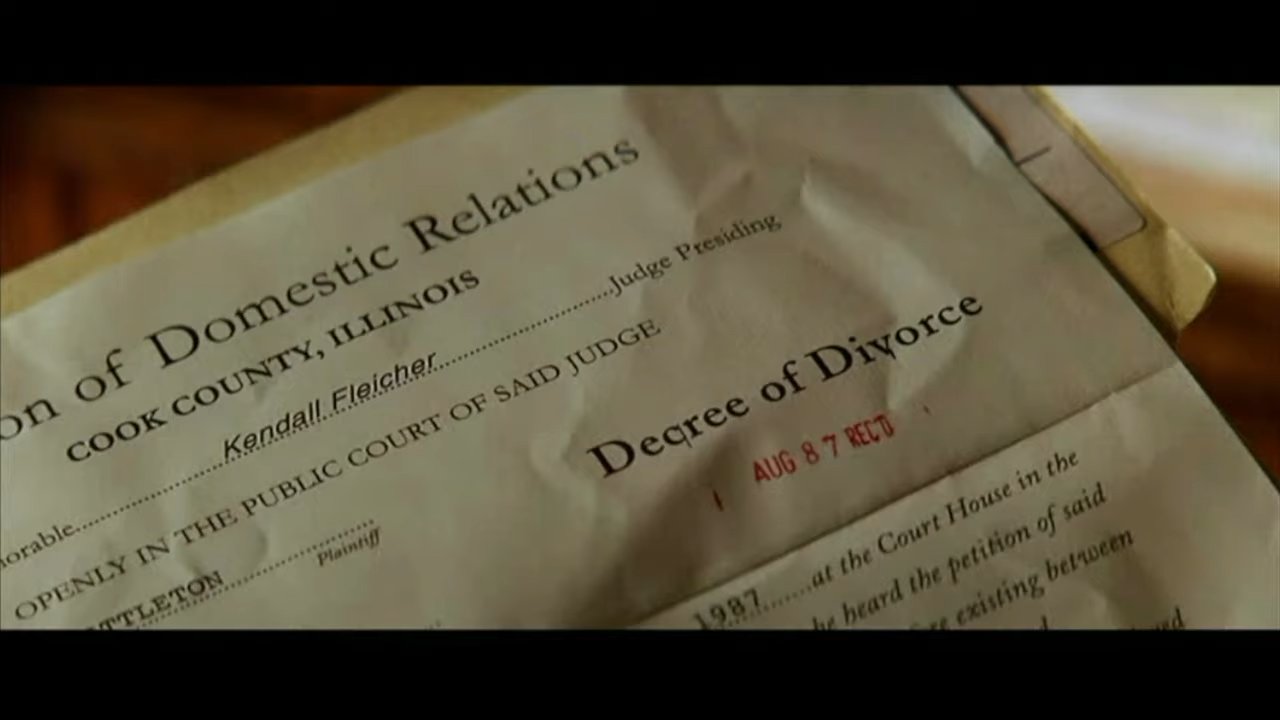 on of Domestic Relations
COOK COUNTY, ILLINOIS
norable Kendall Fleicher Judge Presiding
OPENLY IN THE PUBLIC COURT OF SAID JUDGE
ATTLETON
Plaintiff
Deqree of Divorce
AUG 8 7 REC'D
1987 at the Court House in the
he heard the petition of said
existing between